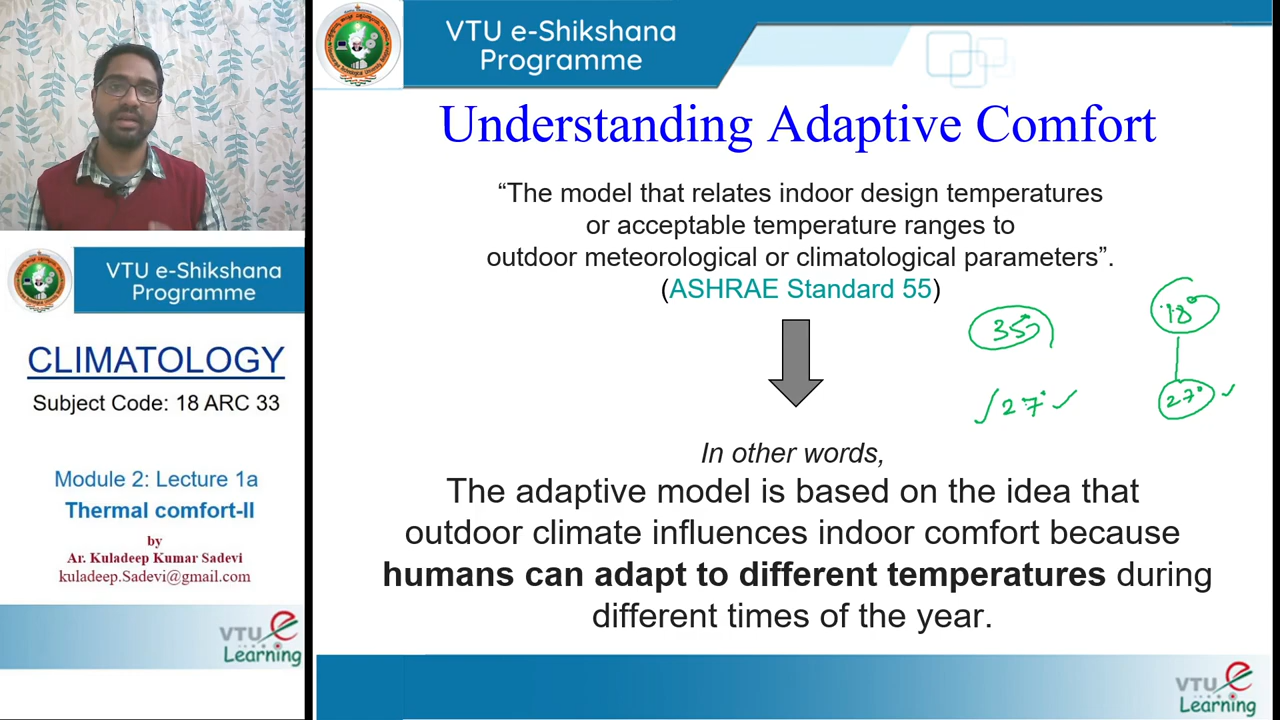 VTU e-Shikshana
Programme
CLIMATOLOGY
Subject Code: 18 ARC 33
Module 2: Lecture 1a
Thermal comfort-II
by
Ar. Kuladeep Kumar Sadevi
kuladeep.Sadevi@gmail.com
VTU e
Learning
VTU e-Shikshana
Programme
Understanding Adaptive Comfort
“The model that relates indoor design temperatures
or acceptable temperature ranges to
outdoor meteorological or climatological parameters”.
(ASHRAE Standard 55)
35°
18°
27°
27°
In other words,
The adaptive model is based on the idea that
outdoor climate influences indoor comfort because
humans can adapt to different temperatures during
different times of the year.
VTU e
Learning